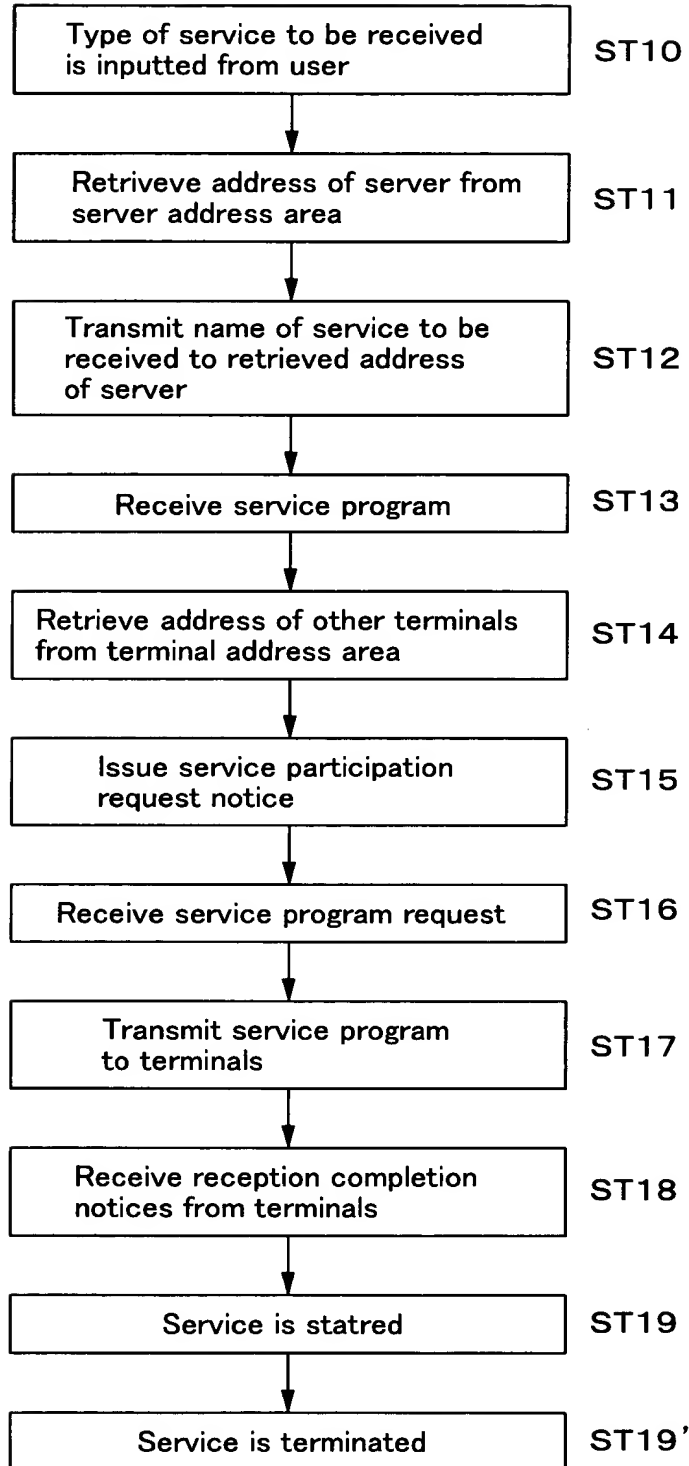 Type of service to be received
is inputted from user
ST10
Retriveve address of server from
server address area
ST11
Transmit name of service to be
received to retrieved address
of server
ST12
Receive service program
ST13
Retrieve address of other terminals
from terminal address area
ST14
Issue service participation
request notice
ST15
Receive service program request
ST16
Transmit service program
to terminals
ST17
Receive reception completion
notices from terminals
ST18
Service is statred
ST19
Service is terminated
ST19'